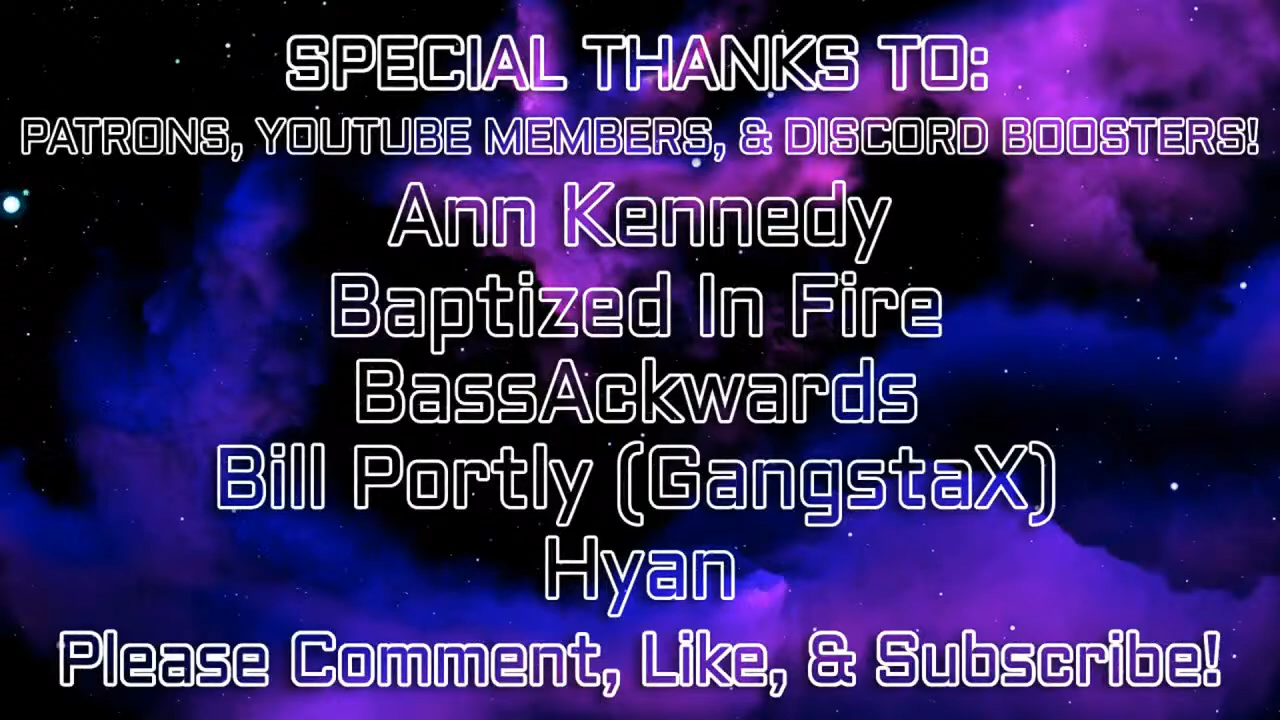 SPECIAL THANKS TO:
PATRONS, YOUTUBE MEMBERS, & DISCORD BOOSTERS!
Ann Kennedy
Baptized In Fire
BassAckwards
Bill Portly (GangstaX)
Hyan
Please Comment, Like, & Subscribe!